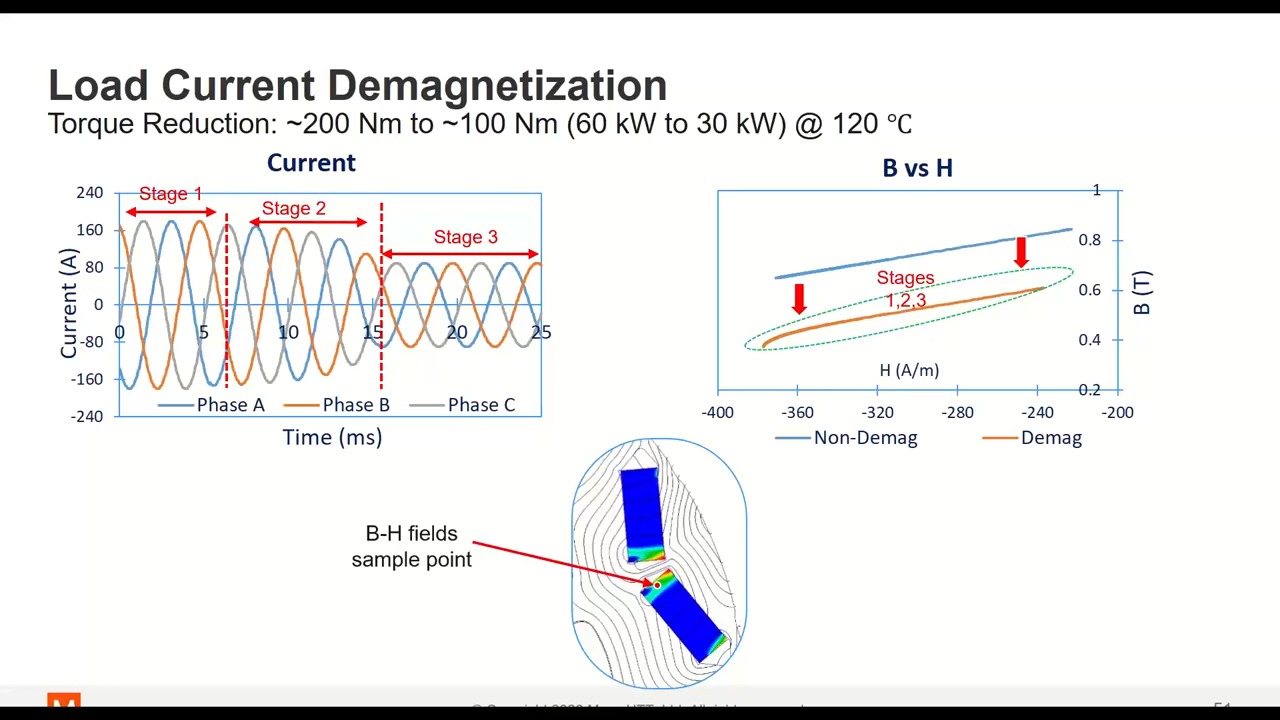 Load Current Demagnetization
Torque Reduction: ~200 Nm to ~100 Nm (60 kW to 30 kW) @ 120 ℃
Current
240
160
80
0
-80
-160
-240
Current (A)
Stage 1
Stage 2
Stage 3
0 5 10 15 20 25
Phase A Phase B Phase C
Time (ms)
B vs H
1
0.8
0.6
0.4
0.2
B (T)
Stages
1,2,3
H (A/m)
-400 -360 -320 -280 -240 -200
Non-Demag Demag
B-H fields
sample point